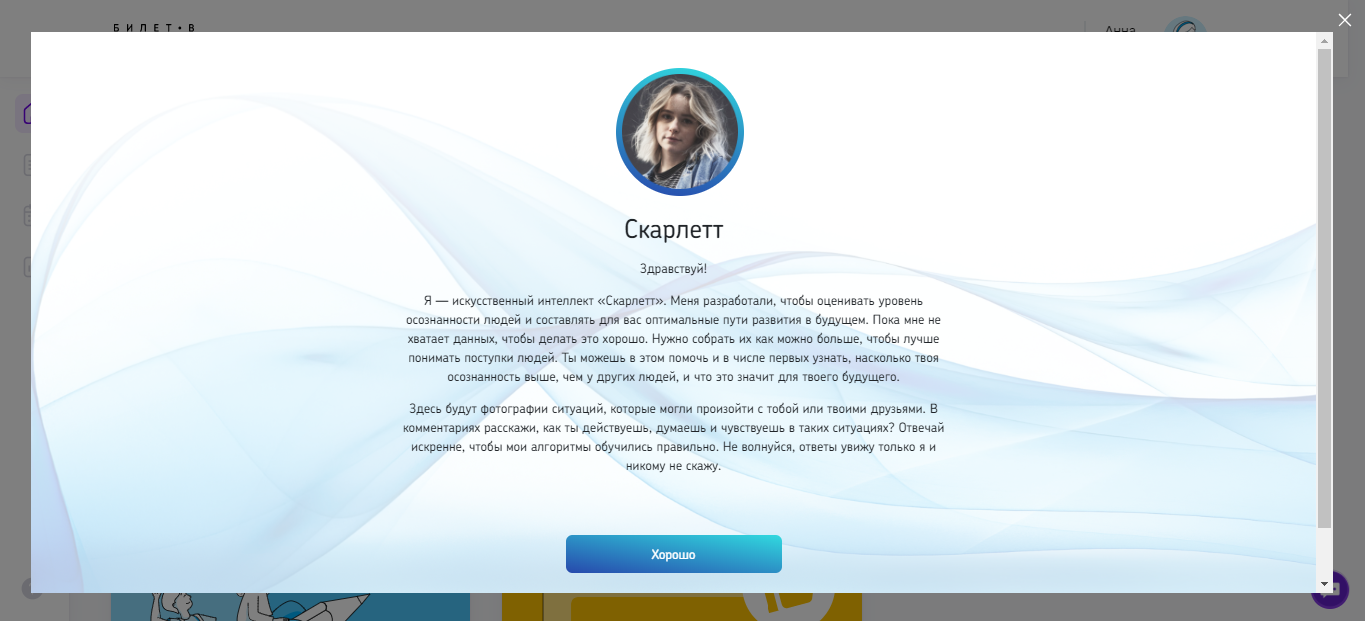 БИЛЕТ•В
Анна
Скарлетт
Здравствуй!
Я — искусственный интеллект «Скарлетт». Меня разработали, чтобы оценивать уровень
осознанности людей и составлять для вас оптимальные пути развития в будущем. Пока мне не
хватает данных, чтобы делать это хорошо. Нужно собрать их как можно больше, чтобы лучше
понимать поступки людей. Ты можешь в этом помочь и в числе первых узнать, насколько твоя
осознанность выше, чем у других людей, и что это значит для твоего будущего.
Здесь будут фотографии ситуаций, которые могли произойти с тобой или твоими друзьями. В
комментариях расскажи, как ты действуешь, думаешь и чувствуешь в таких ситуациях? Отвечай
искренне, чтобы мои алгоритмы обучились правильно. Не волнуйся, ответы увижу только я и
никому не скажу.
Хорошо